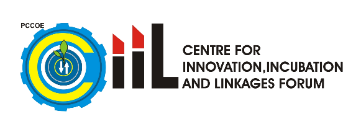 PCCOE
CiiL
CENTRE FOR
INNOVATION,INCUBATION
AND LINKAGES FORUM